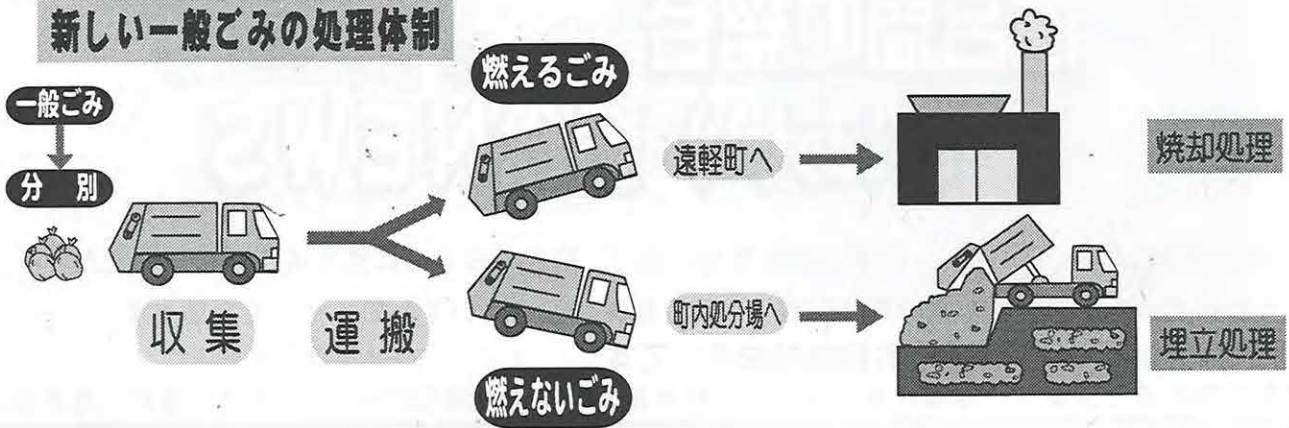 新しい一般ごみの処理体制
一般ごみ
分別
収集
運搬
燃えるごみ
遠軽町へ
焼却処理
燃えないごみ
町内処分場へ
埋立処理